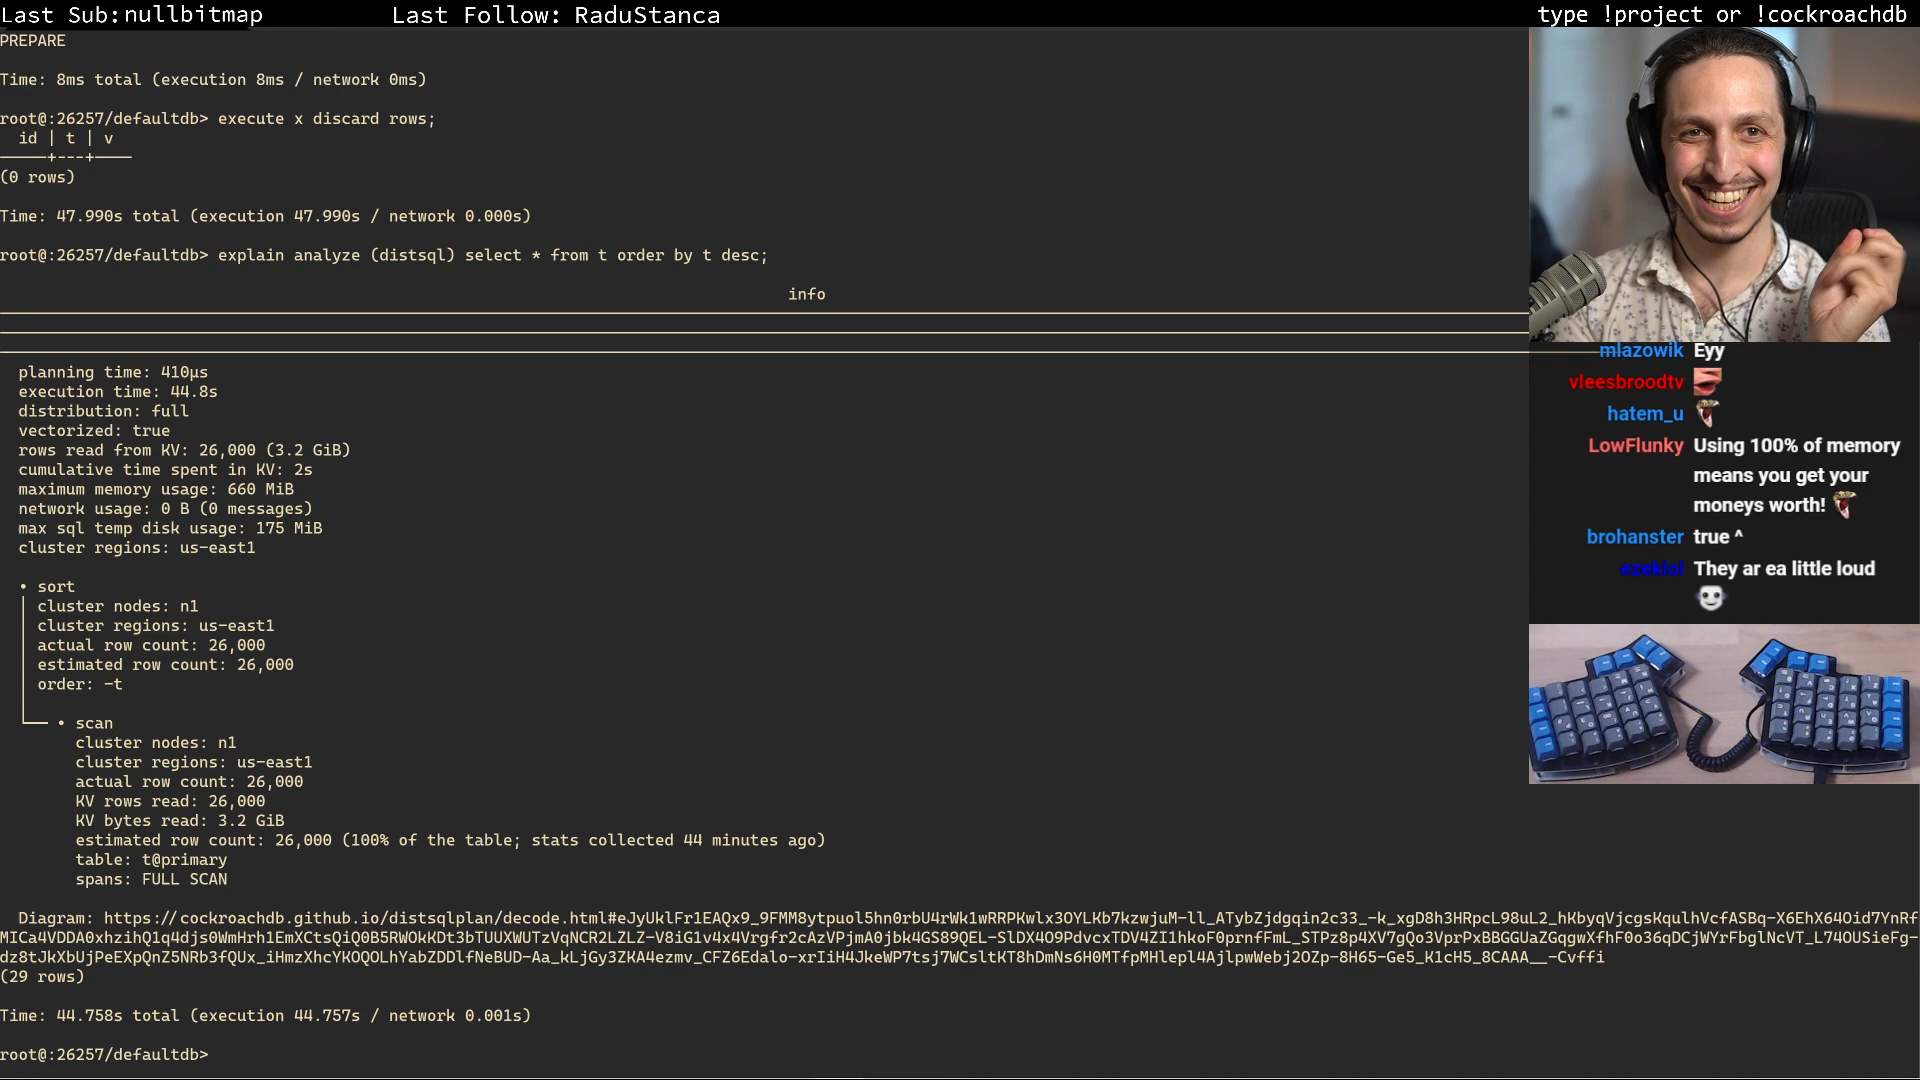 Last Sub: nullbitmap
Last Follow: RaduStanca
type !project or !cockroachdb
PREPARE
Time: 8ms total (execution 8ms / network 0ms)
root@:26257/defaultdb> execute x discard rows;
id | t | v
(0 rows)
Time: 47.990s total (execution 47.990s / network 0.000s)
root@:26257/defaultdb> explain analyze (distsql) select * from t order by t desc;
info
planning time: 410µs
execution time: 44.8s
distribution: full
vectorized: true
rows read from KV: 26,000 (3.2 GiB)
cumulative time spent in KV: 2s
maximum memory usage: 660 MiB
network usage: 0 B (0 messages)
max sql temp disk usage: 175 MiB
cluster regions: us-east1
• sort
cluster nodes: n1
cluster regions: us-east1
actual row count: 26,000
estimated row count: 26,000
order: -t
• scan
cluster nodes: n1
cluster regions: us-east1
actual row count: 26,000
KV rows read: 26,000
KV bytes read: 3.2 GiB
estimated row count: 26,000 (100% of the table; stats collected 44 minutes ago)
table: t@primary
spans: FULL SCAN
Diagram: https://cockroachdb.github.io/distsqlplan/decode.html
(29 rows)
Time: 44.758s total (execution 44.757s / network 0.001s)
root@:26257/defaultdb>
mlazowik Eyy
vleesbroodtv
hatem_u
LowFlunky Using 100% of memory
means you get your
moneys worth!
brohanster true ^
ezekiol They ar ea little loud